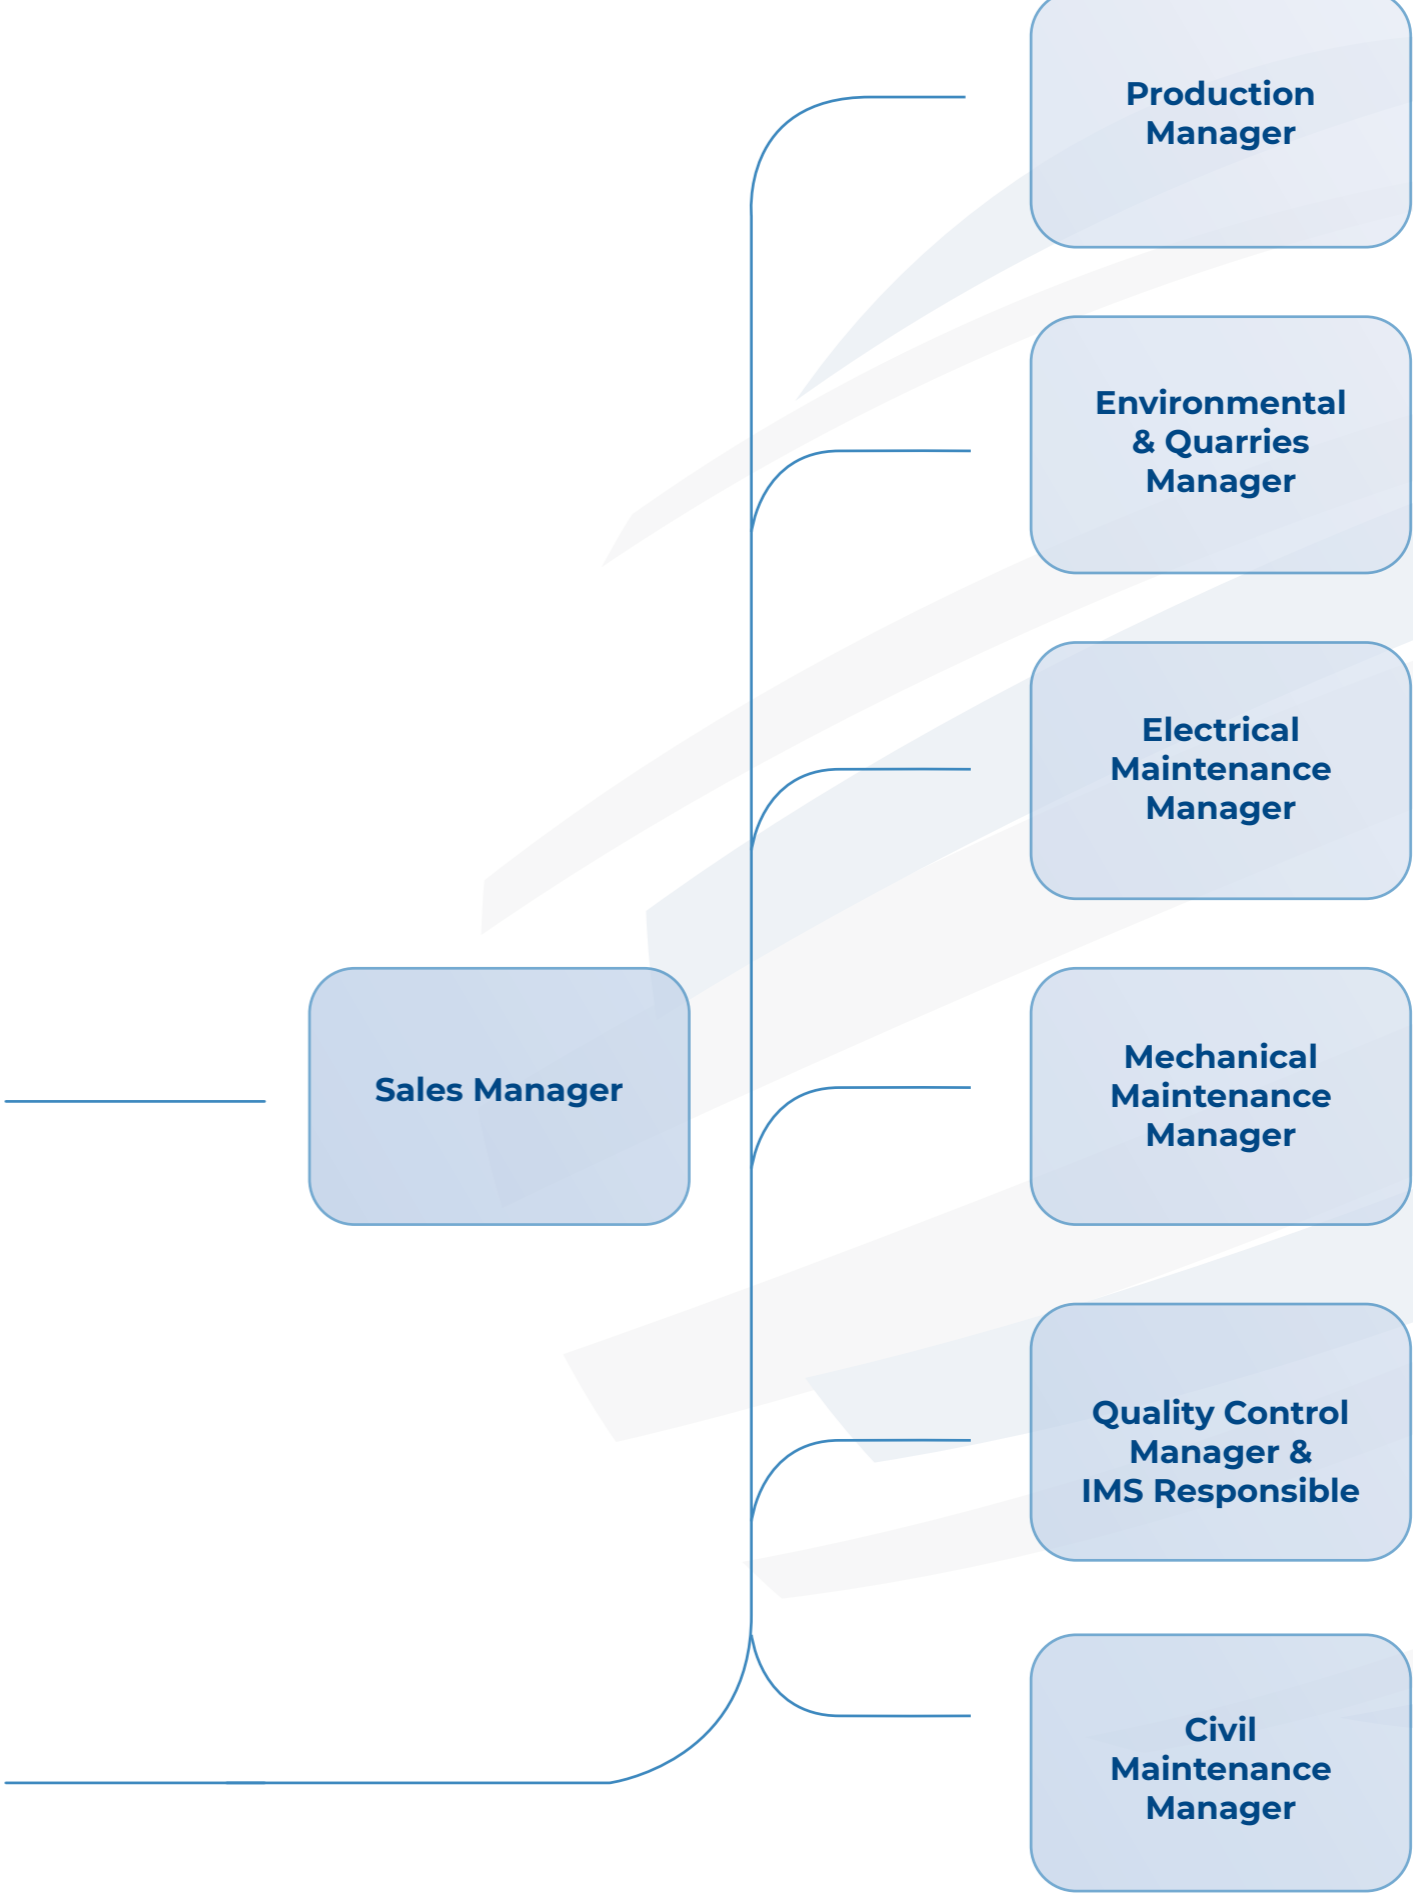 Production
Manager
Environmental
& Quarries
Manager
Electrical
Maintenance
Manager
Sales Manager
Mechanical
Maintenance
Manager
Quality Control
Manager &
IMS Responsible
Civil
Maintenance
Manager